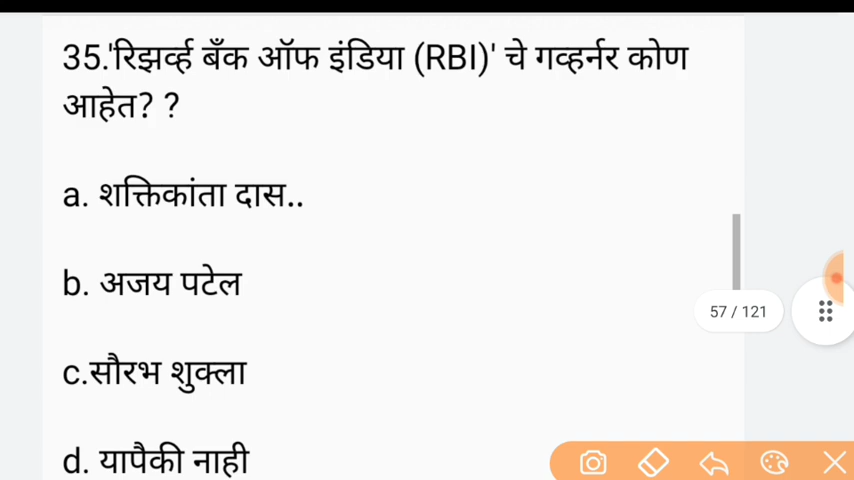 35.'रिझर्व्ह बँक ऑफ इंडिया (RBI)' चे गव्हर्नर कोण
आहेत? ?
a. शक्तिकांता दास..
b. अजय पटेल
57 / 121
c.सौरभ शुक्ला
d. यापैकी नाही